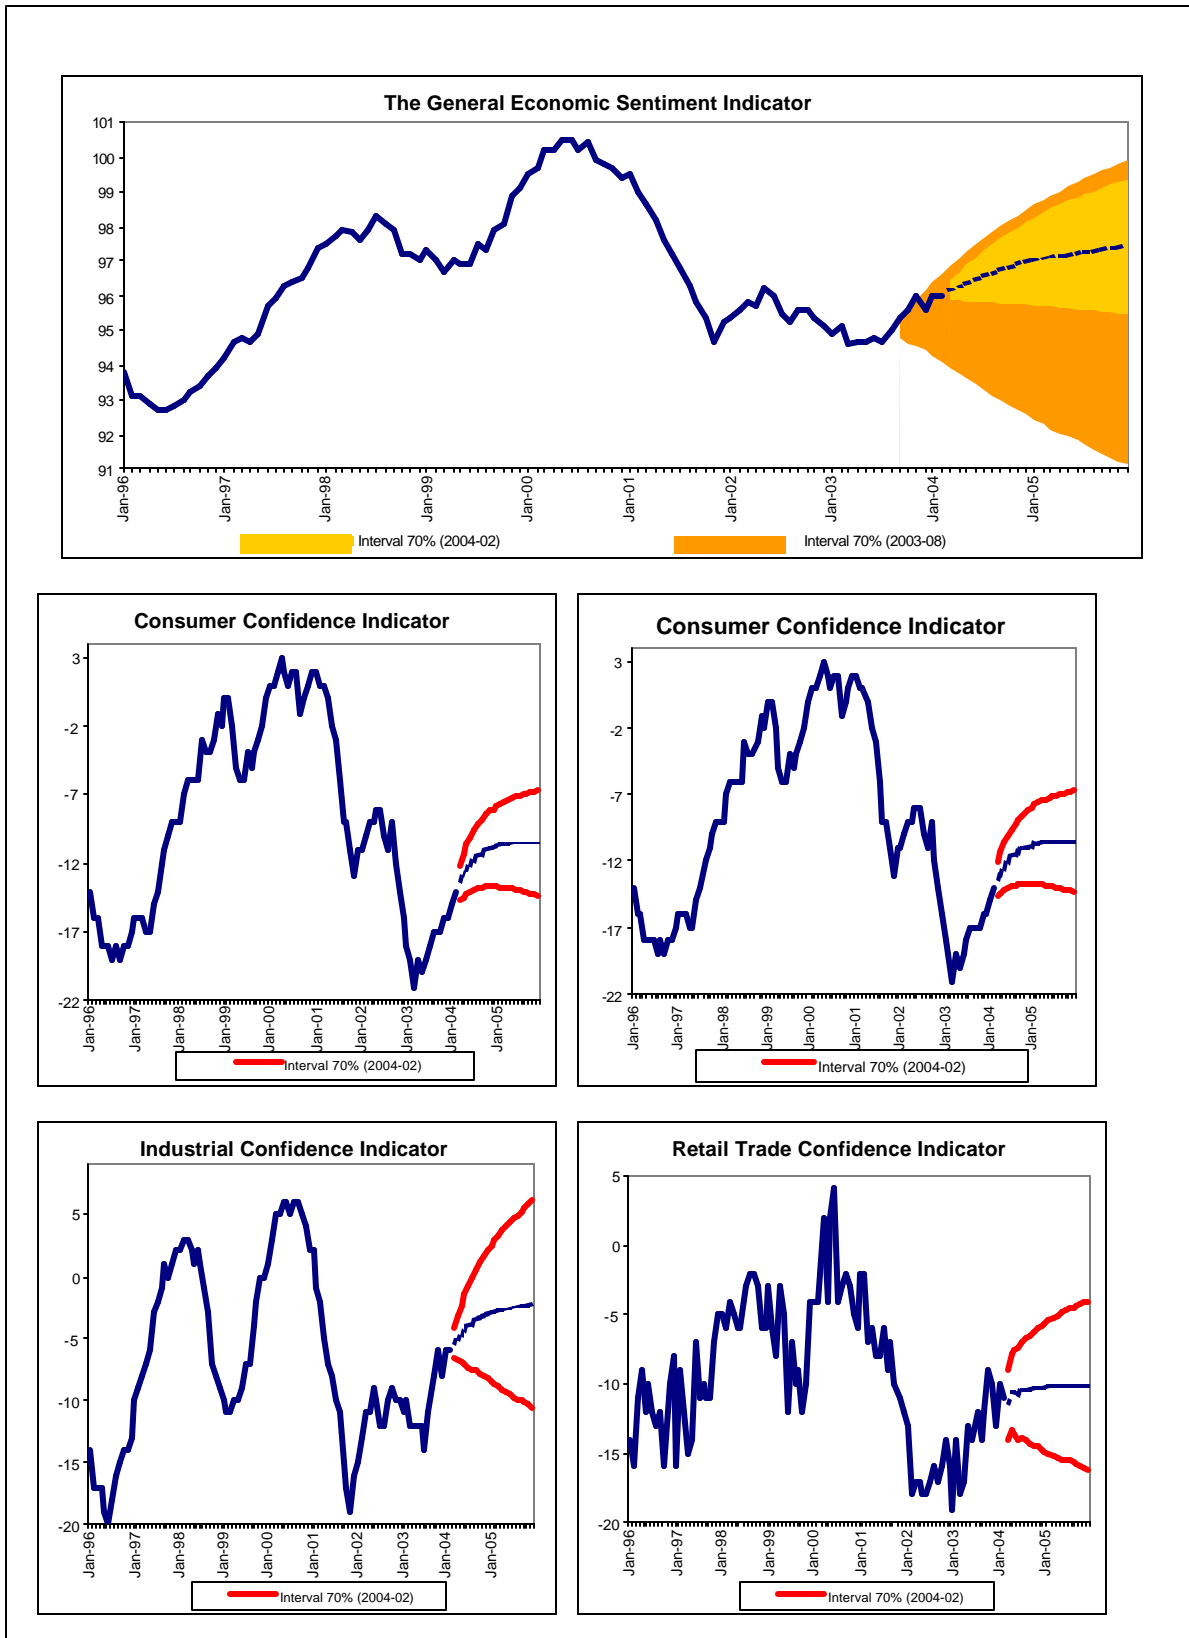 The General Economic Sentiment Indicator
101
100
99
98
97
96
95
94
93
92
91
Jan-96
Jan-97
Jan-98
Jan-99
Jan-00
Jan-01
Jan-02
Jan-03
Jan-04
Jan-05
Interval 70% (2004-02)
Interval 70% (2003-08)
Consumer Confidence Indicator
3
-2
-7
-12
-17
-22
Jan-96
Jan-97
Jan-98
Jan-99
Jan-00
Jan-01
Jan-02
Jan-03
Jan-04
Jan-05
Interval 70% (2004-02)
Consumer Confidence Indicator
3
-2
-7
-12
-17
-22
Jan-96
Jan-97
Jan-98
Jan-99
Jan-00
Jan-01
Jan-02
Jan-03
Jan-04
Jan-05
Interval 70% (2004-02)
Industrial Confidence Indicator
5
0
-5
-10
-15
-20
Jan-96
Jan-97
Jan-98
Jan-99
Jan-00
Jan-01
Jan-02
Jan-03
Jan-04
Jan-05
Interval 70% (2004-02)
Retail Trade Confidence Indicator
5
0
-5
-10
-15
-20
Jan-96
Jan-97
Jan-98
Jan-99
Jan-00
Jan-01
Jan-02
Jan-03
Jan-04
Jan-05
Interval 70% (2004-02)